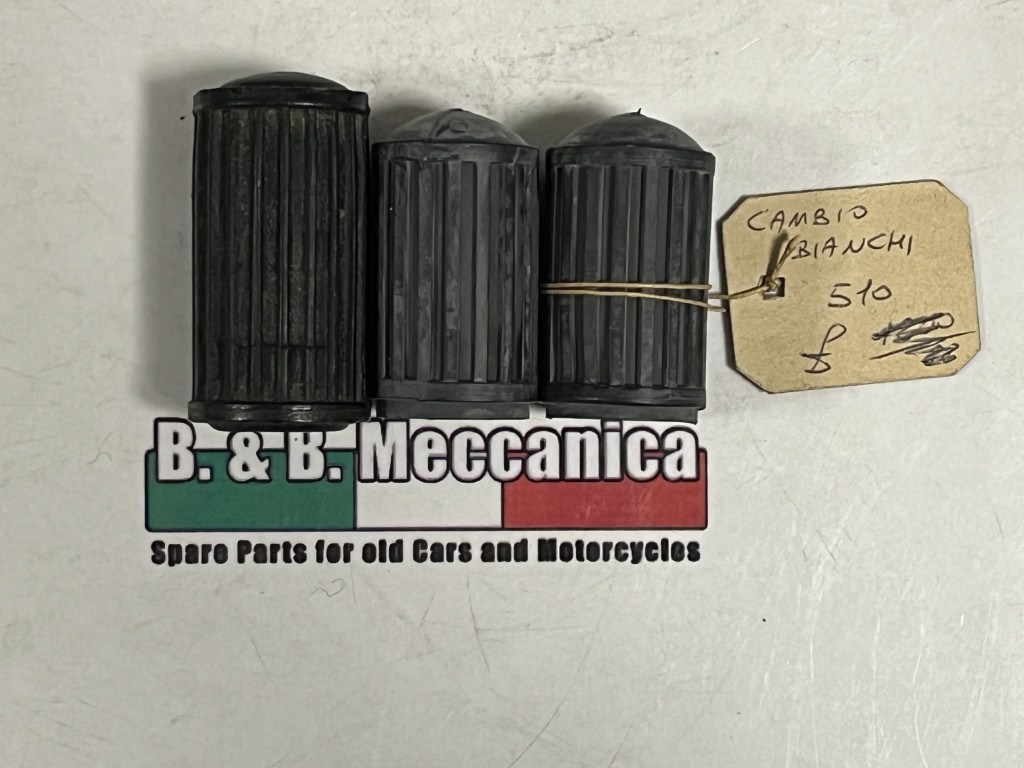 CAMBIO
BIANCHI
510
£
B. & B. Meccanica
Spare Parts for old Cars and Motorcycles